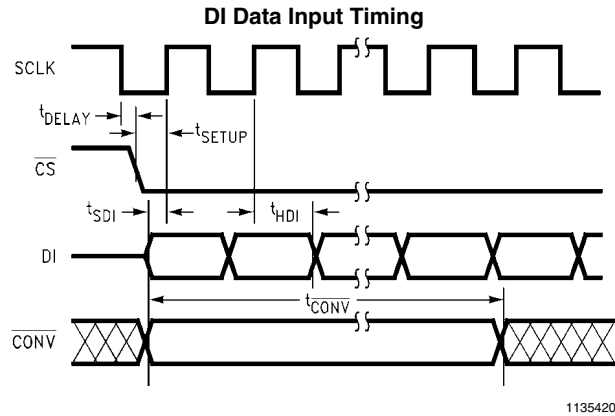 DI Data Input Timing
SCLK
tDELAY
tSETUP
CS
tSDI
tHDI
DI
tCONV
CONV
1135420